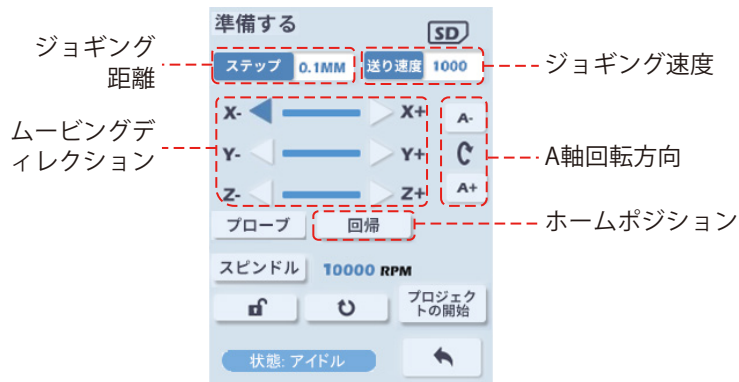 準備する
SD
ジョギング
距離
ステップ 0.1MM 送り速度 1000
ジョギング速度
X- X+ A-
ムービングデ
ィレクション
Y- Y+
A軸回転方向
Z- Z+ A+
プローブ 回帰
ホームポジション
スピンドル 10000 RPM
プロジェク
トの開始
状態: アイドル